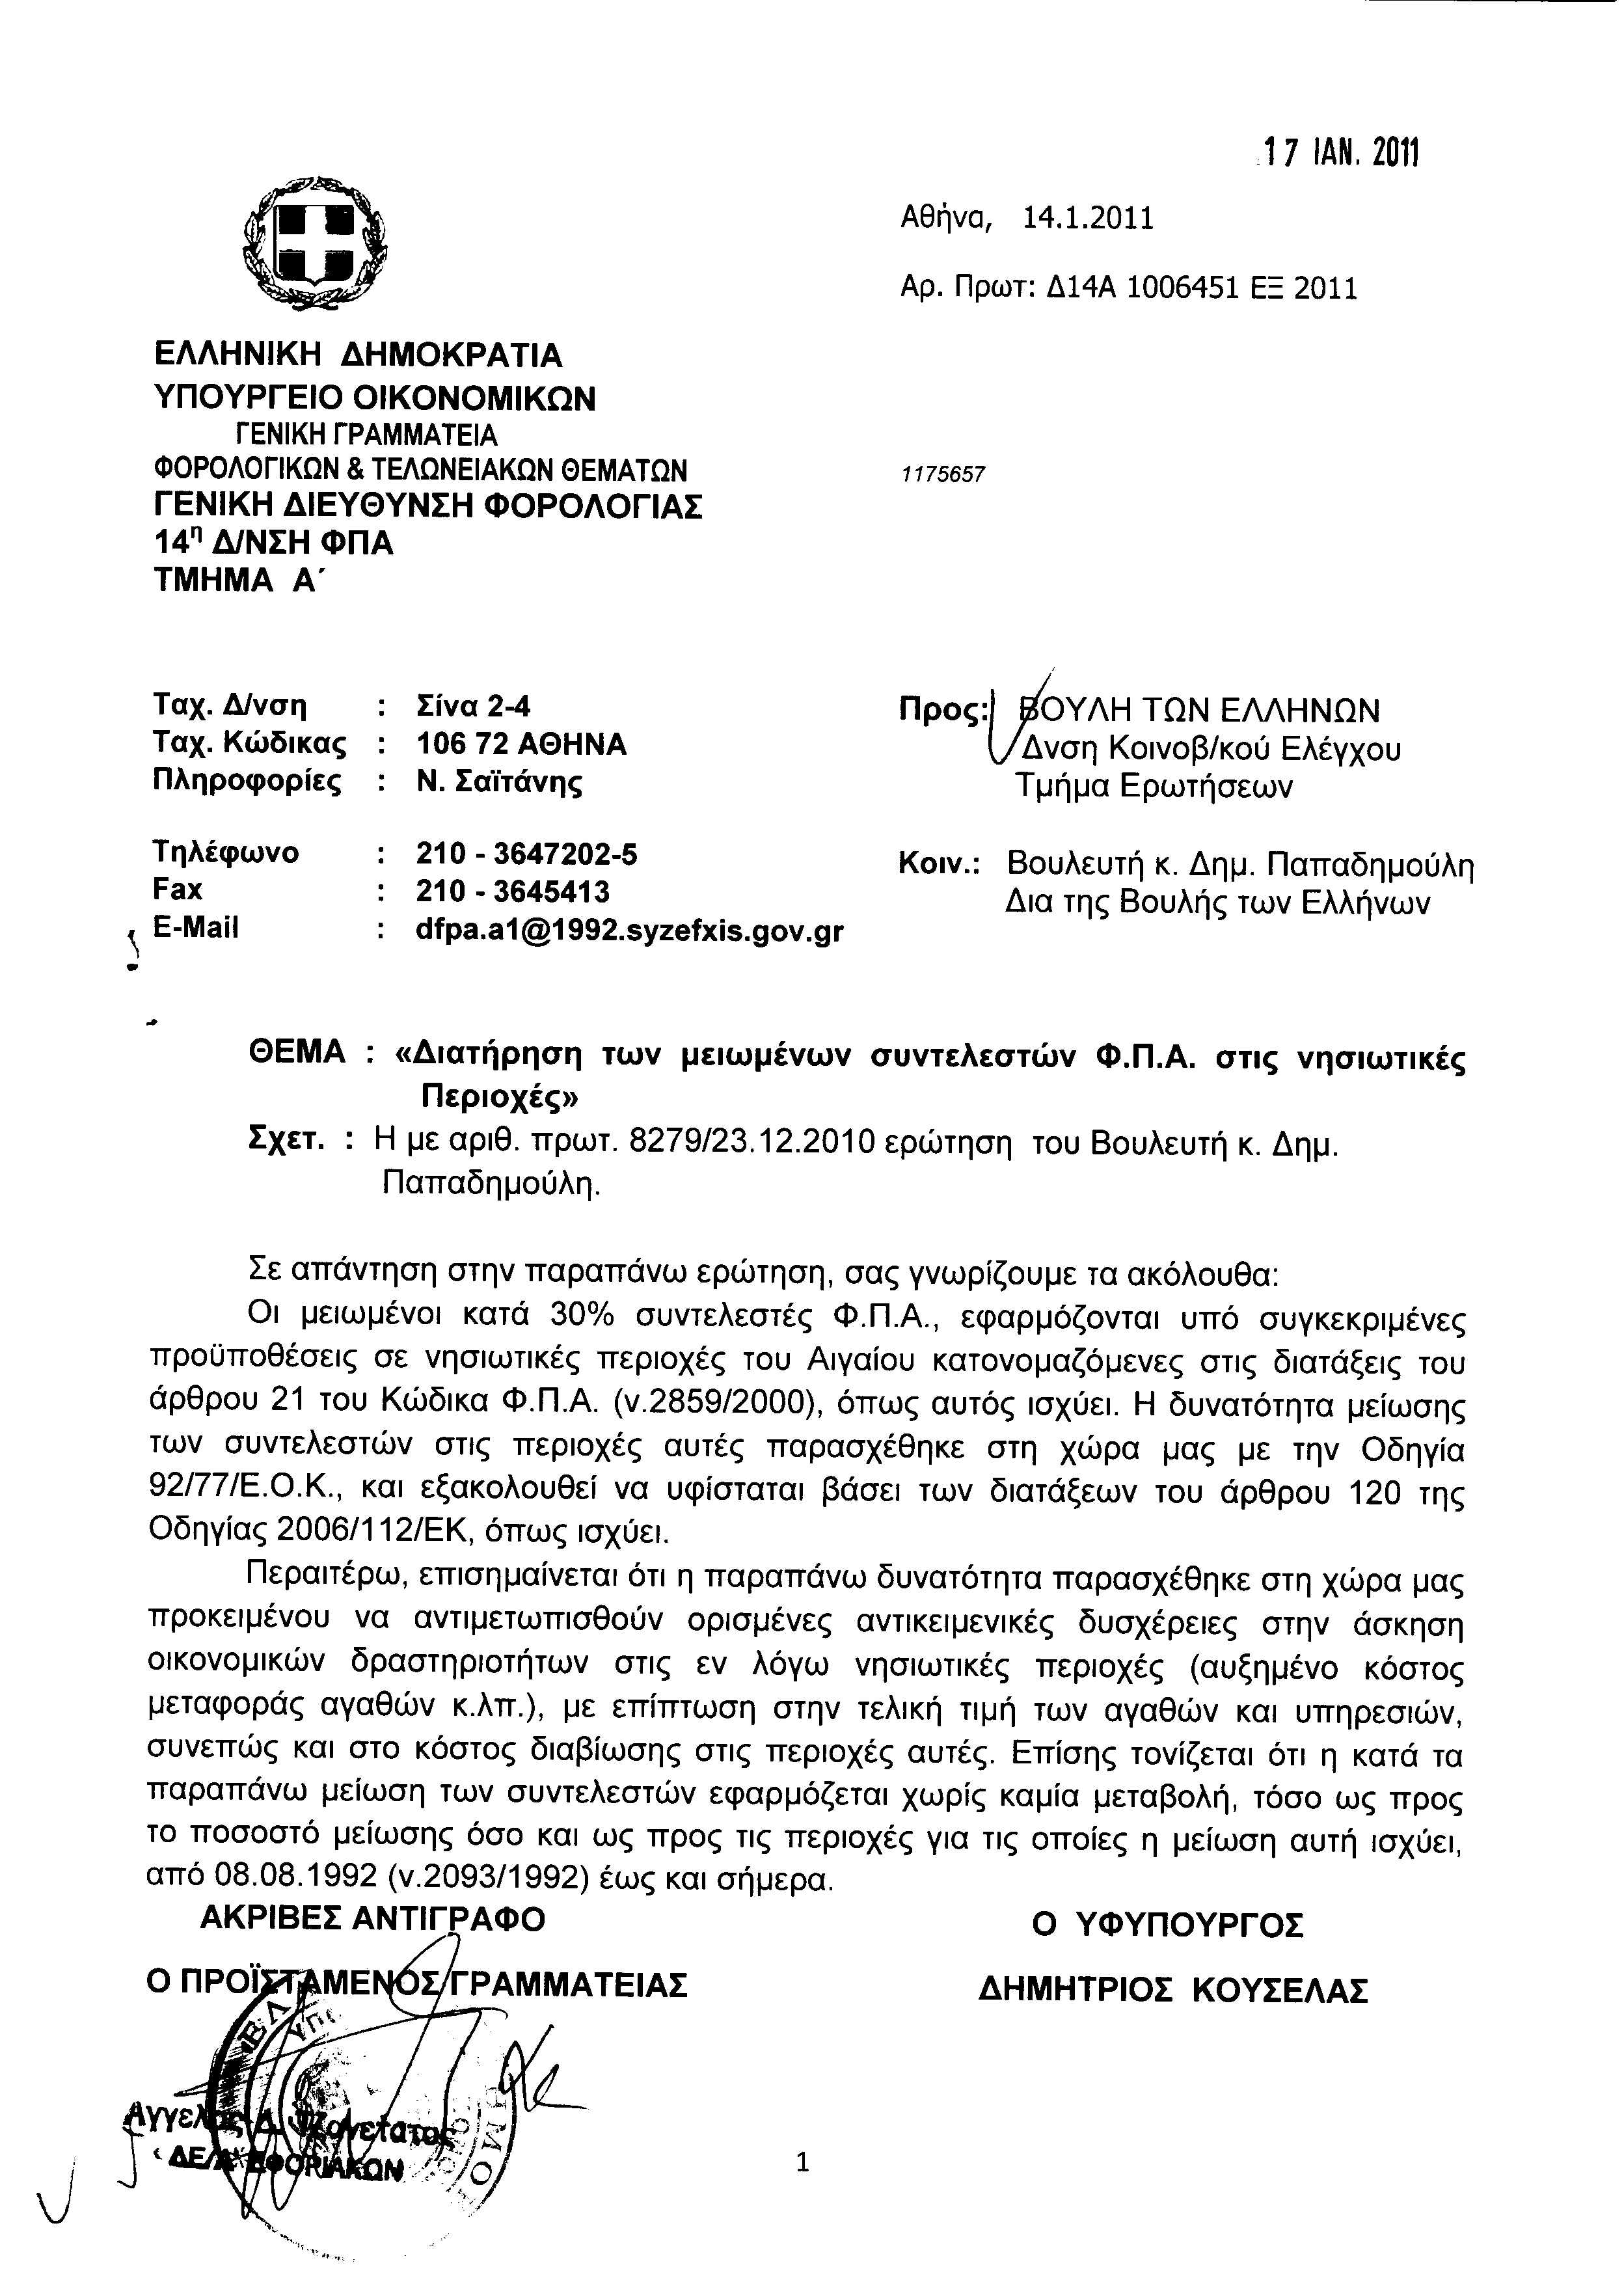 17 ΙΑΝ. 2011
Αθήνα, 14.1.2011
Αρ. Πρωτ: Δ14Α 1006451 ΕΞ 2011
ΕΛΛΗΝΙΚΗ ΔΗΜΟΚΡΑΤΙΑ
ΥΠΟΥΡΓΕΙΟ ΟΙΚΟΝΟΜΙΚΩΝ
ΓΕΝΙΚΗ ΓΡΑΜΜΑΤΕΙΑ
ΦΟΡΟΛΟΓΙΚΩΝ & ΤΕΛΩΝΕΙΑΚΩΝ ΘΕΜΑΤΩΝ
1175657
ΓΕΝΙΚΗ ΔΙΕΥΘΥΝΣΗ ΦΟΡΟΛΟΓΙΑΣ
14η Δ/ΝΣΗ ΦΠΑ
ΤΜΗΜΑ Α΄
Ταχ. Δ/νση : Σίνα 2-4
Ταχ. Κώδικας : 106 72 ΑΘΗΝΑ
Πληροφορίες : Ν. Σαϊτάνης
Τηλέφωνο : 210 - 3647202-5
Fax : 210 - 3645413
E-Mail : dfpa.a1@1992.syzefxis.gov.gr
Προς: ΒΟΥΛΗ ΤΩΝ ΕΛΛΗΝΩΝ
Δνση Κοινοβ/κού Ελέγχου
Τμήμα Ερωτήσεων
Κοιν.: Βουλευτή κ. Δημ. Παπαδημούλη
Δια της Βουλής των Ελλήνων
ΘΕΜΑ : «Διατήρηση των μειωμένων συντελεστών Φ.Π.Α. στις νησιωτικές
Περιοχές»
Σχετ. : Η με αριθ. πρωτ. 8279/23.12.2010 ερώτηση του Βουλευτή κ. Δημ.
Παπαδημούλη.
Σε απάντηση στην παραπάνω ερώτηση, σας γνωρίζουμε τα ακόλουθα:
Οι μειωμένοι κατά 30% συντελεστές Φ.Π.Α., εφαρμόζονται υπό συγκεκριμένες
προϋποθέσεις σε νησιωτικές περιοχές του Αιγαίου κατονομαζόμενες στις διατάξεις του
άρθρου 21 του Κώδικα Φ.Π.Α. (ν.2859/2000), όπως αυτός ισχύει. Η δυνατότητα μείωσης
των συντελεστών στις περιοχές αυτές παρασχέθηκε στη χώρα μας με την Οδηγία
92/77/Ε.Ο.Κ., και εξακολουθεί να υφίσταται βάσει των διατάξεων του άρθρου 120 της
Οδηγίας 2006/112/ΕΚ, όπως ισχύει.
Περαιτέρω, επισημαίνεται ότι η παραπάνω δυνατότητα παρασχέθηκε στη χώρα μας
προκειμένου να αντιμετωπισθούν ορισμένες αντικειμενικές δυσχέρειες στην άσκηση
οικονομικών δραστηριοτήτων στις εν λόγω νησιωτικές περιοχές (αυξημένο κόστος
μεταφοράς αγαθών κ.λπ.), με επίπτωση στην τελική τιμή των αγαθών και υπηρεσιών,
συνεπώς και στο κόστος διαβίωσης στις περιοχές αυτές. Επίσης τονίζεται ότι η κατά τα
παραπάνω μείωση των συντελεστών εφαρμόζεται χωρίς καμία μεταβολή, τόσο ως προς
το ποσοστό μείωσης όσο και ως προς τις περιοχές για τις οποίες η μείωση αυτή ισχύει,
από 08.08.1992 (ν.2093/1992) έως και σήμερα.
ΑΚΡΙΒΕΣ ΑΝΤΙΓΡΑΦΟ
Ο ΠΡΟΪΣΤΑΜΕΝΟΣ ΓΡΑΜΜΑΤΕΙΑΣ
Ο ΥΦΥΠΟΥΡΓΟΣ
ΔΗΜΗΤΡΙΟΣ ΚΟΥΣΕΛΑΣ
ΕΦΟΡΙΑΚΩΝ
1